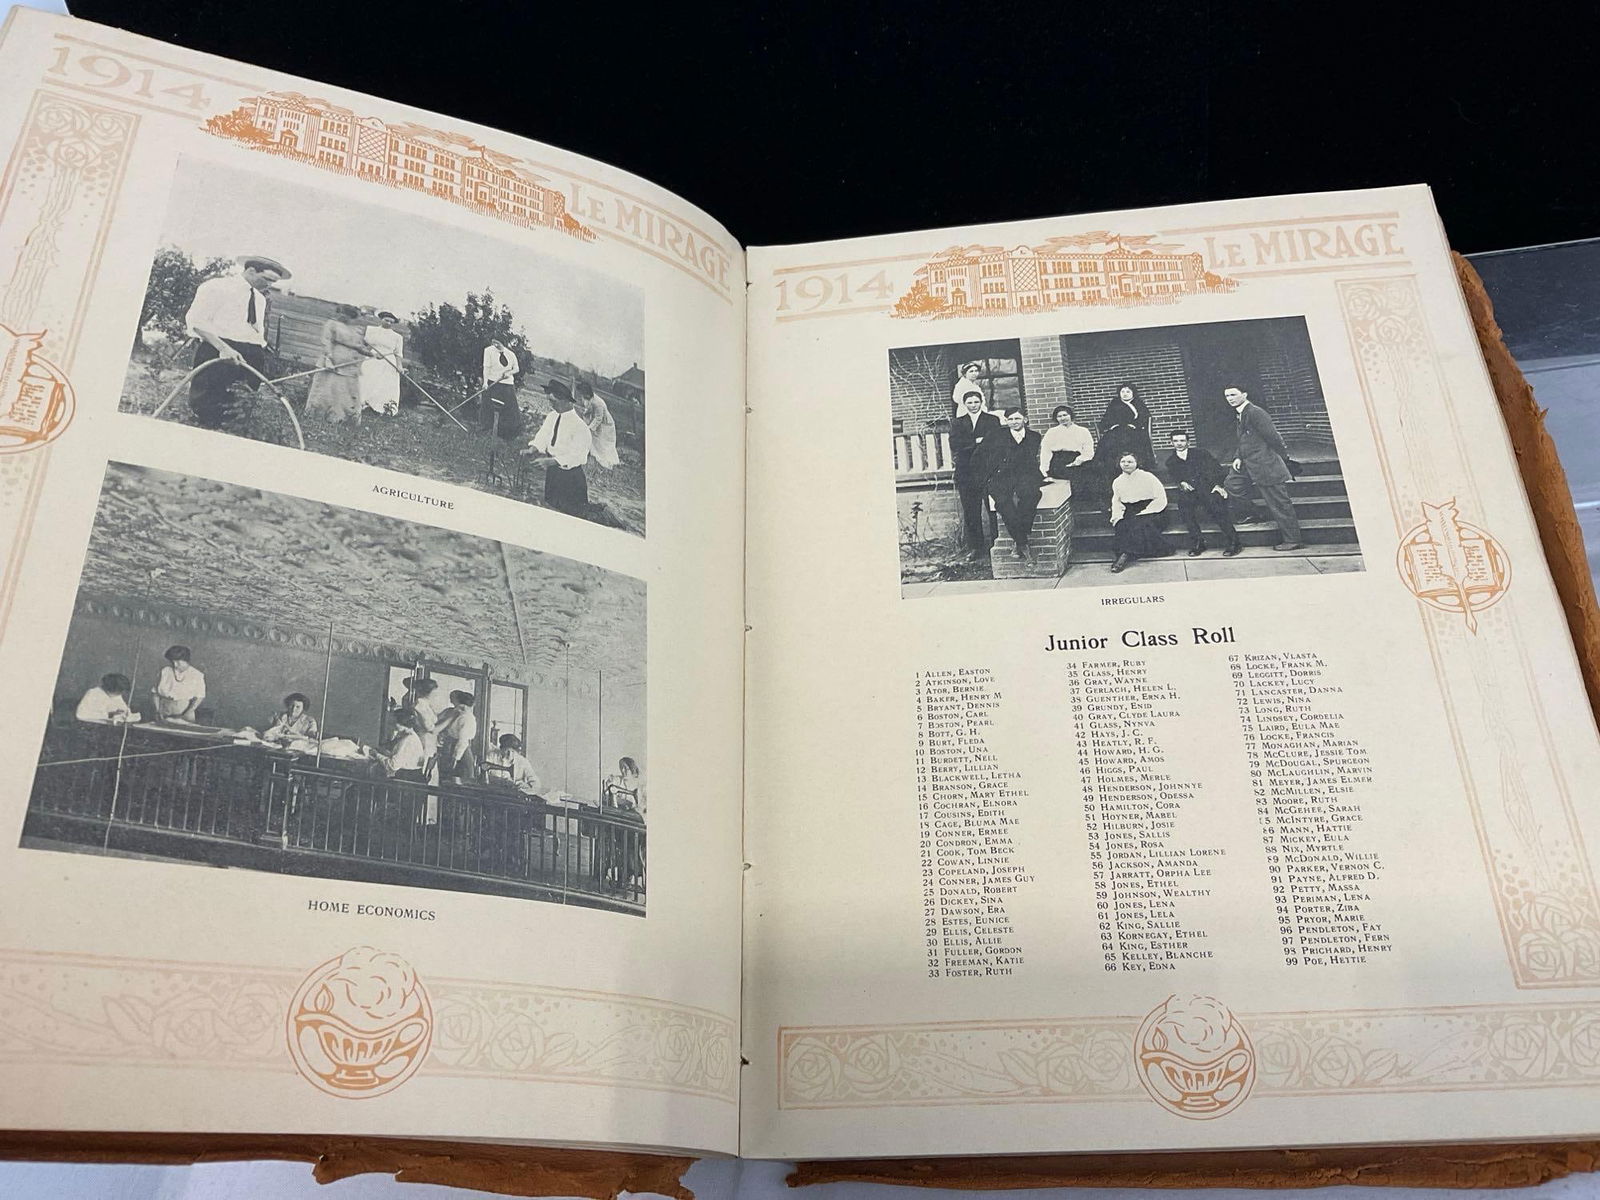 1914
LE MIRAGE
AGRICULTURE
HOME ECONOMICS
1914
LE MIRAGE
IRREGULARS
Junior Class Roll
1 ALLEN, EASTON
2 ATKINSON, LOVE
3 ATOR, BERNIE
4 BAKER, HENRY M
5 BRYANT, DENNIS
6 BOSTON, CARL
7 BOSTON, PEARL
8 BOTT, G. H.
9 BURT, FLEDA
10 BOSTON, UNA
11 BURDETT, NELL
12 BERRY, LILLIAN
13 BLACKWELL, LETHA
14 BRANSON, GRACE
15 CHORN, MARY ETHEL
16 COCHRAN, ELNORA
17 COUSINS, EDITH
18 CAGE, BLUMA MAE
19 CONNER, ERMEE
20 CONDRON, EMMA
21 COOK, TOM BECK
22 COWAN, LINNIE
23 COPELAND, JOSEPH
24 CONNER, JAMES GUY
25 DONALD, ROBERT
26 DICKEY, SINA
27 DAWSON, ERA
28 ESTES, EUNICE
29 ELLIS, CELESTE
30 ELLIS, ALLIE
31 FULLER, GORDON
32 FREEMAN, KATIE
33 FOSTER, RUTH
34 FARMER, RUBY
35 GLASS, HENRY
36 GRAY, WAYNE
37 GERLACH, HELEN L.
38 GUENTHER, ERNA H.
39 GRUNDY, ENID
40 GRAY, CLYDE LAURA
41 GLASS, NYNVA
42 HAYS, J. C.
43 HEATLY, R. F.
44 HOWARD, H. G.
45 HOWARD, AMOS
46 HIGGS, PAUL
47 HOLMES, MERLE
48 HENDERSON, JOHNNYE
49 HENDERSON, ODESSA
50 HAMILTON, CORA
51 HOYNER, MABEL
52 HILBURN, JOSIE
53 JONES, SALLIS
54 JONES, ROSA
55 JORDAN, LILLIAN LORENE
56 JACKSON, AMANDA
57 JARRATT, ORPHA LEE
58 JONES, ETHEL
59 JOHNSON, WEALTHY
60 JONES, LENA
61 JONES, LELA
62 KING, SALLIE
63 KORNEGAY, ETHEL
64 KING, ESTHER
65 KELLEY, BLANCHE
66 KEY, EDNA
67 KRIZAN, VLASTA
68 LOCKE, FRANK M.
69 LEGGITT, DORRIS
70 LACKEY, LUCY
71 LANCASTER, DANNA
72 LEWIS, NINA
73 LONG, RUTH
74 LINDSEY, CORDELIA
75 LAIRD, EULA MAE
76 LOCKE, FRANCIS
77 MONAGHAN, MARIAN
78 MCCLURE, JESSIE TOM
79 MCDOUGAL, SPURGEON
80 MCLAUGHLIN, MARVIN
81 MEYER, JAMES ELMER
82 MCMILLEN, ELSIE
83 MOORE, RUTH
84 MCGEHEE, SARAH
85 MCINTYRE, GRACE
86 MANN, HATTIE
87 MICKEY, EULA
88 NIX, MYRTLE
89 MCDONALD, WILLIE
90 PARKER, VERNON C.
91 PAYNE, ALFRED D.
92 PETTY, MASSA
93 PERIMAN, LENA
94 PORTER, ZIBA
95 PRYOR, MARIE
96 PENDLETON, FAY
97 PENDLETON, FERN
98 PRICHARD, HENRY
99 POE, HETTIE